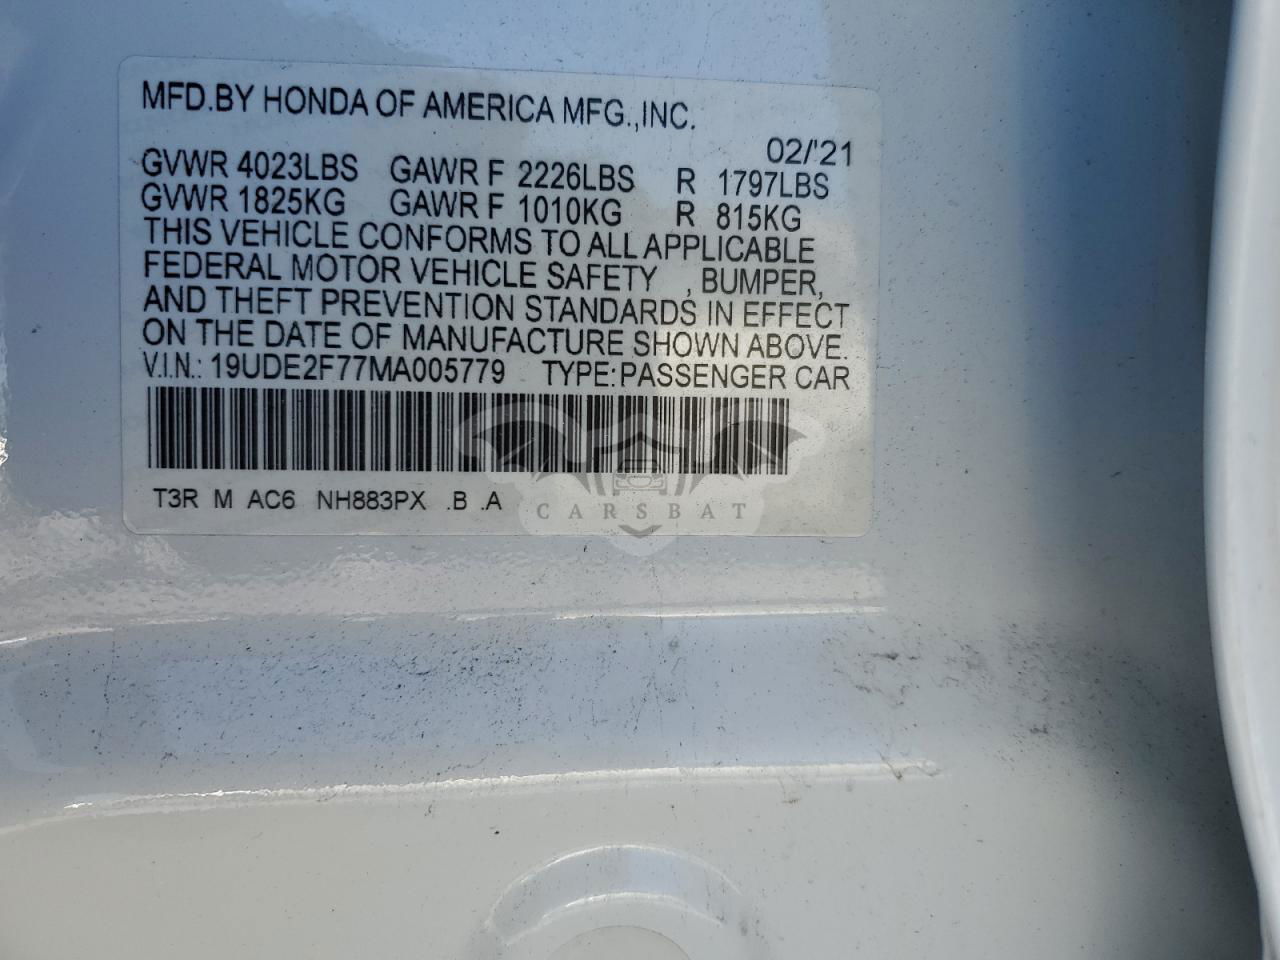 MFD.BY HONDA OF AMERICA MFG.,INC.
02/'21
GVWR 4023LBS GAWR F 2226LBS R 1797LBS
GVWR 1825KG GAWR F 1010KG R 815KG
THIS VEHICLE CONFORMS TO ALL APPLICABLE
FEDERAL MOTOR VEHICLE SAFETY , BUMPER,
AND THEFT PREVENTION STANDARDS IN EFFECT
ON THE DATE OF MANUFACTURE SHOWN ABOVE.
V.I.N.: 19UDE2F77MA005779 TYPE:PASSENGER CAR
T3R M AC6 NH883PX .B .A
CARSBAT